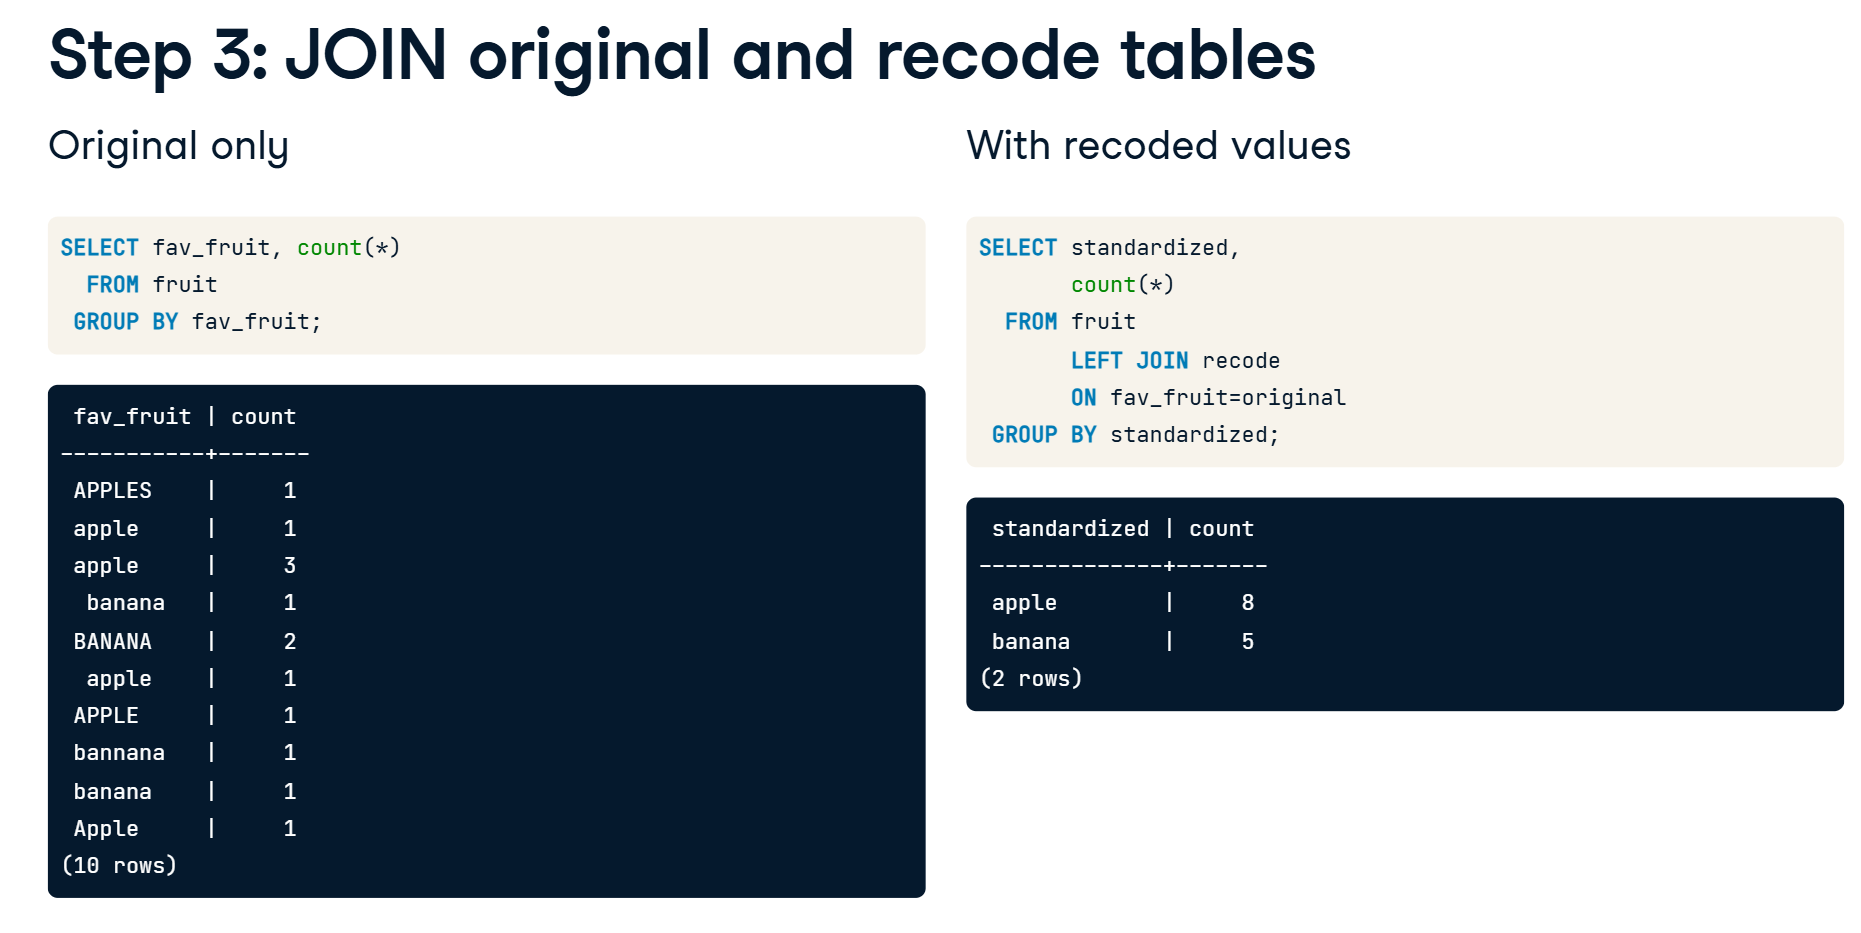 Step 3: JOIN original and recode tables
Original only
SELECT fav_fruit, count(*)
  FROM fruit
 GROUP BY fav_fruit;
 fav_fruit | count
-----------+-------
 APPLES    |     1
 apple     |     1
 apple     |     3
  banana   |     1
 BANANA    |     2
  apple    |     1
 APPLE     |     1
 bannana   |     1
 banana    |     1
 Apple     |     1
(10 rows)
With recoded values
SELECT standardized,
       count(*)
  FROM fruit
       LEFT JOIN recode
       ON fav_fruit=original
 GROUP BY standardized;
 standardized | count
--------------+-------
 apple        |     8
 banana       |     5
(2 rows)